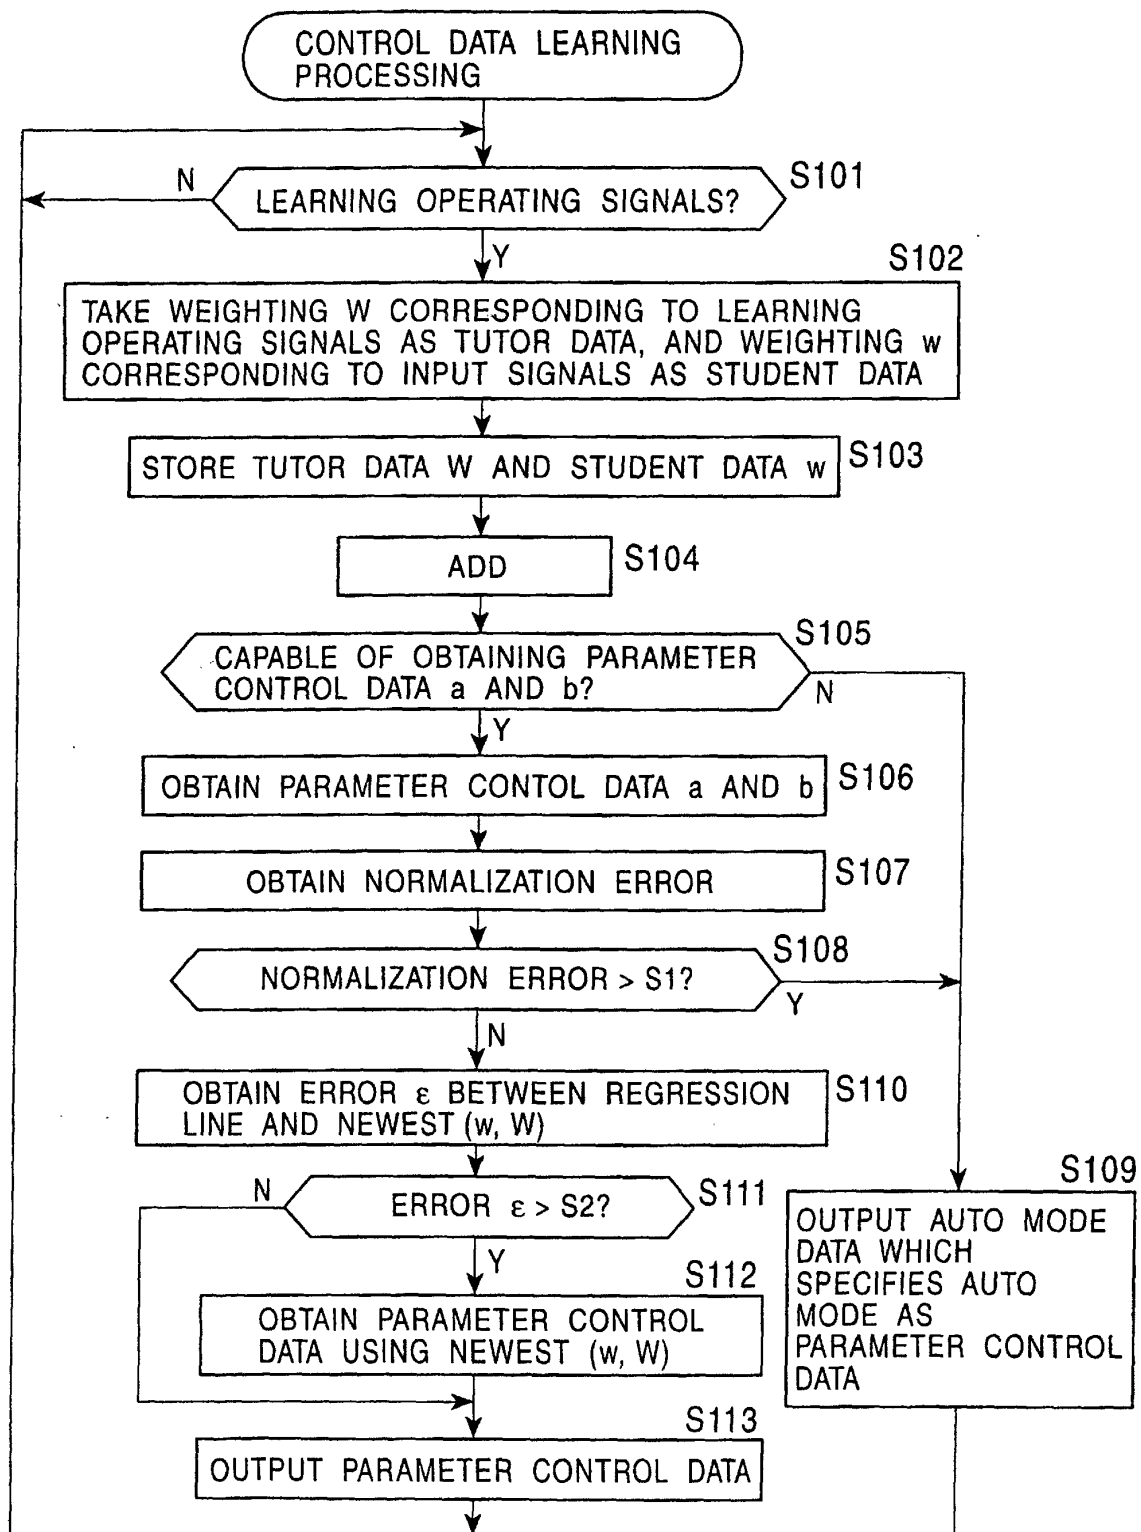 CONTROL DATA LEARNING
PROCESSING
N
LEARNING OPERATING SIGNALS?
S101
Y
S102
TAKE WEIGHTING W CORRESPONDING TO LEARNING
OPERATING SIGNALS AS TUTOR DATA, AND WEIGHTING w
CORRESPONDING TO INPUT SIGNALS AS STUDENT DATA
STORE TUTOR DATA W AND STUDENT DATA w
S103
ADD
S104
S105
CAPABLE OF OBTAINING PARAMETER
CONTROL DATA a AND b?
N
Y
OBTAIN PARAMETER CONTOL DATA a AND b
S106
OBTAIN NORMALIZATION ERROR
S107
S108
NORMALIZATION ERROR > S1?
Y
N
OBTAIN ERROR ε BETWEEN REGRESSION
LINE AND NEWEST (w, W)
S110
N
ERROR ε > S2?
S111
Y
S109
OUTPUT AUTO MODE
DATA WHICH
SPECIFIES AUTO
MODE AS
PARAMETER CONTROL
DATA
S112
OBTAIN PARAMETER CONTROL
DATA USING NEWEST (w, W)
S113
OUTPUT PARAMETER CONTROL DATA